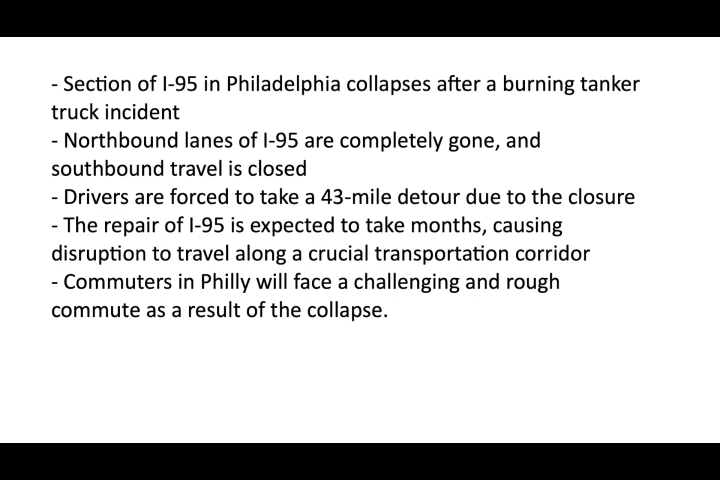 - Section of I-95 in Philadelphia collapses after a burning tanker
truck incident
- Northbound lanes of I-95 are completely gone, and
southbound travel is closed
- Drivers are forced to take a 43-mile detour due to the closure
- The repair of I-95 is expected to take months, causing
disruption to travel along a crucial transportation corridor
- Commuters in Philly will face a challenging and rough
commute as a result of the collapse.